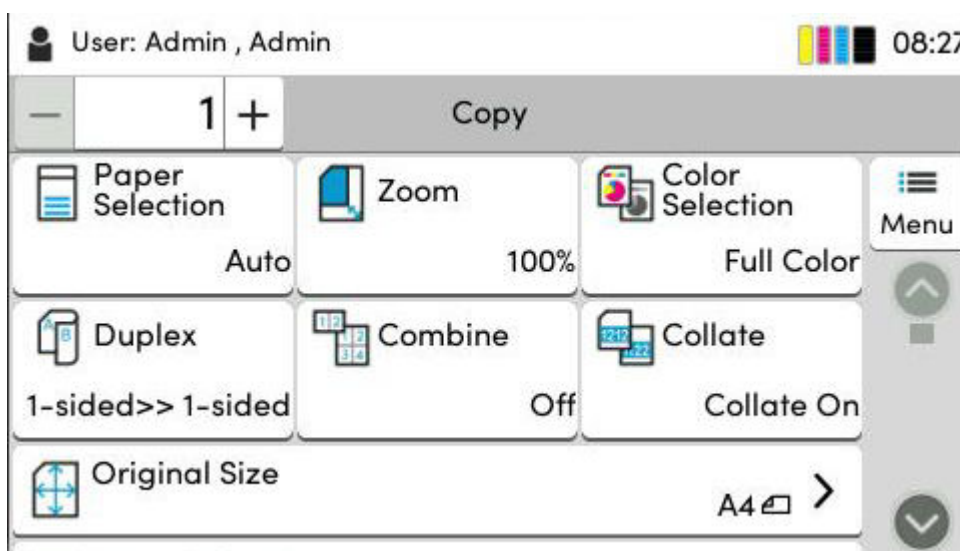 User: Admin , Admin
08:27
1 +
Copy
Paper
Selection
Auto
Zoom
100%
Color
Selection
Full Color
Menu
Duplex
1-sided>> 1-sided
Combine
Off
Collate
Collate On
Original Size
A4